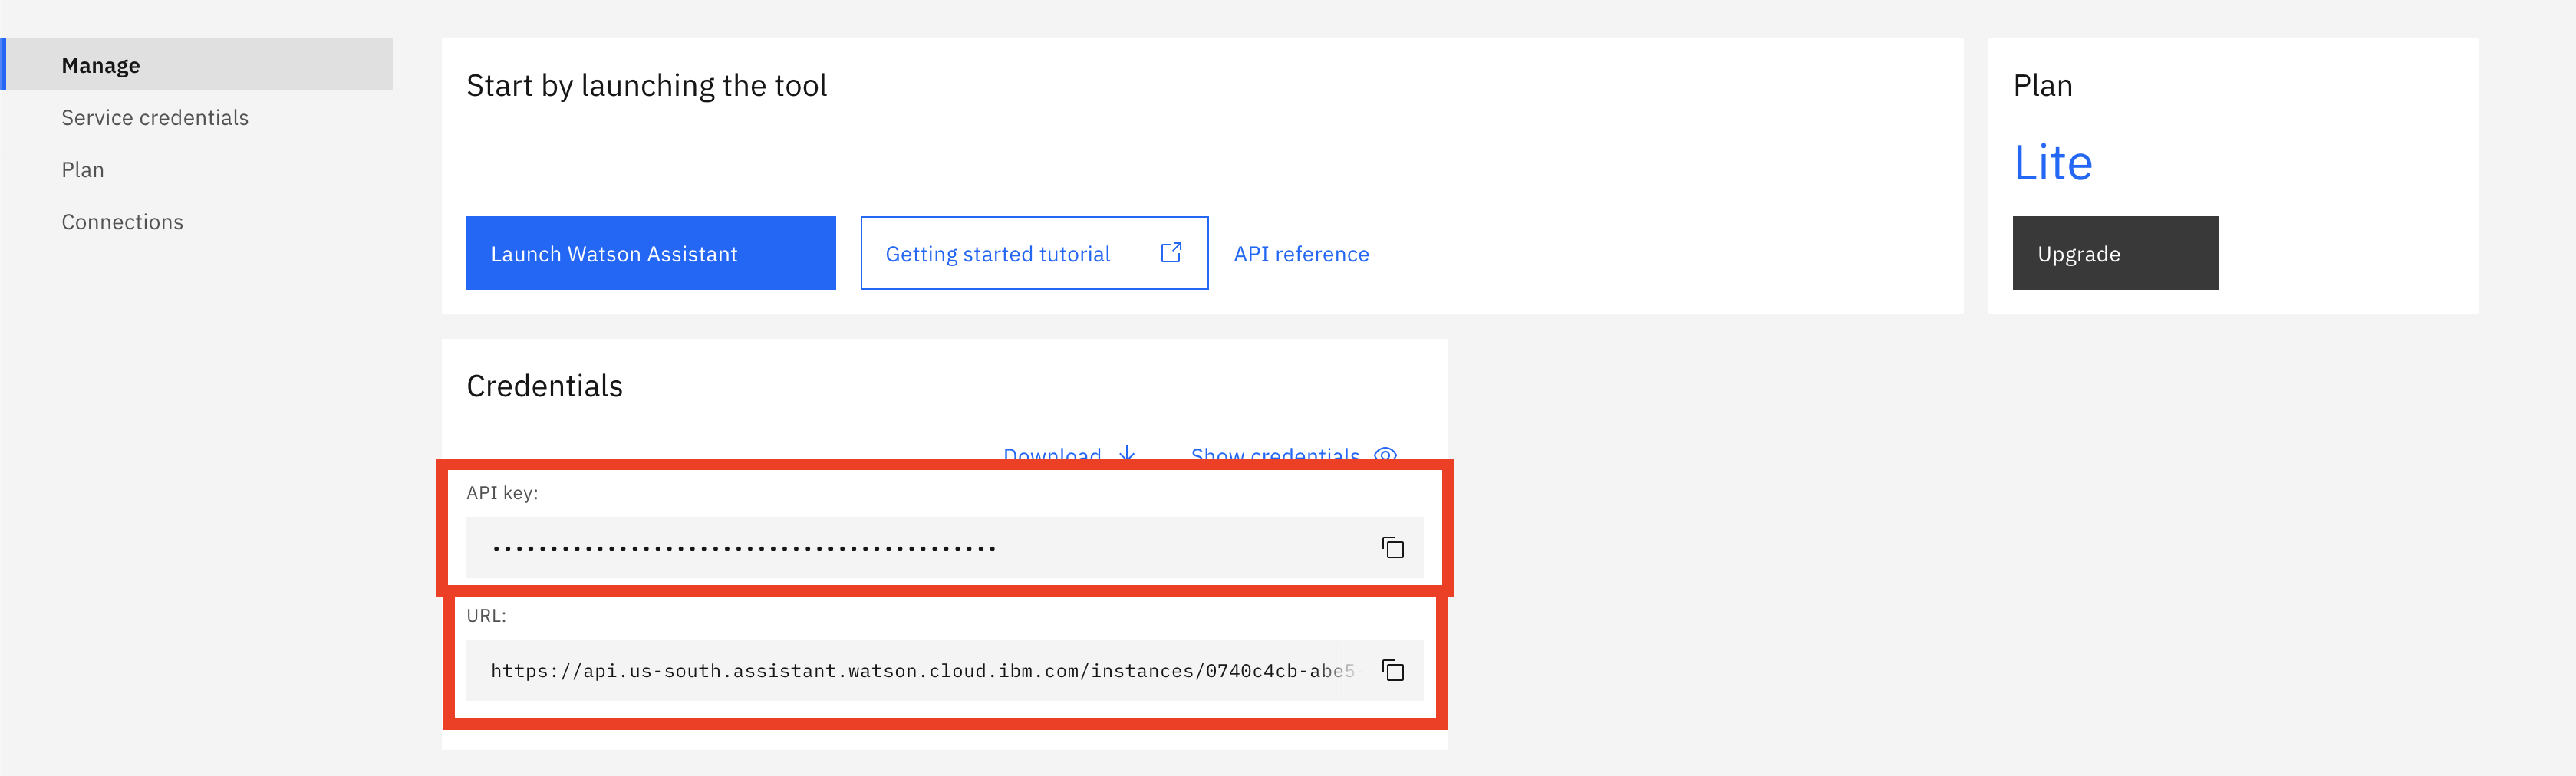 Manage
Service credentials
Plan
Connections
Start by launching the tool
Launch Watson Assistant
Getting started tutorial
API reference
Plan
Lite
Upgrade
Credentials
Download
Show credentials
API key:
•••••••••••••••••••••••••••••••••••••••••••
URL:
https://api.us-south.assistant.watson.cloud.ibm.com/instances/0740c4cb-abe5-